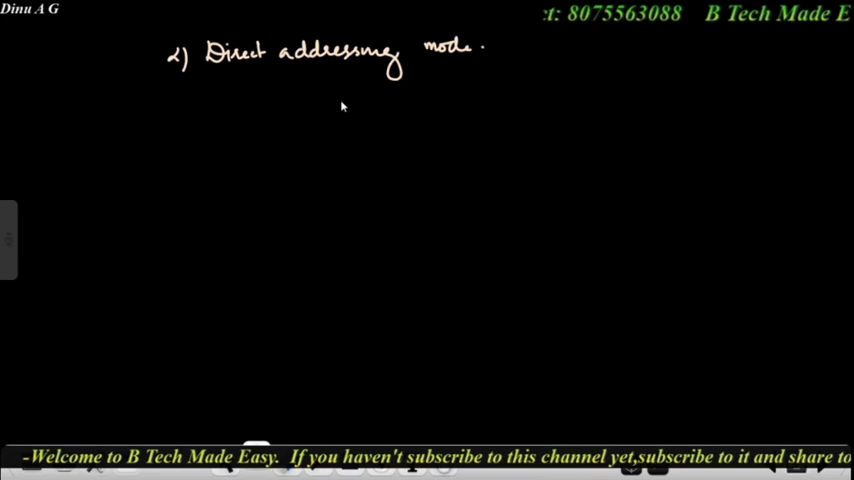 Dinu A G
:t: 8075563088 B Tech Made E
2) Direct addressing mode.
-Welcome to B Tech Made Easy. If you haven't subscribe to this channel yet,subscribe to it and share to